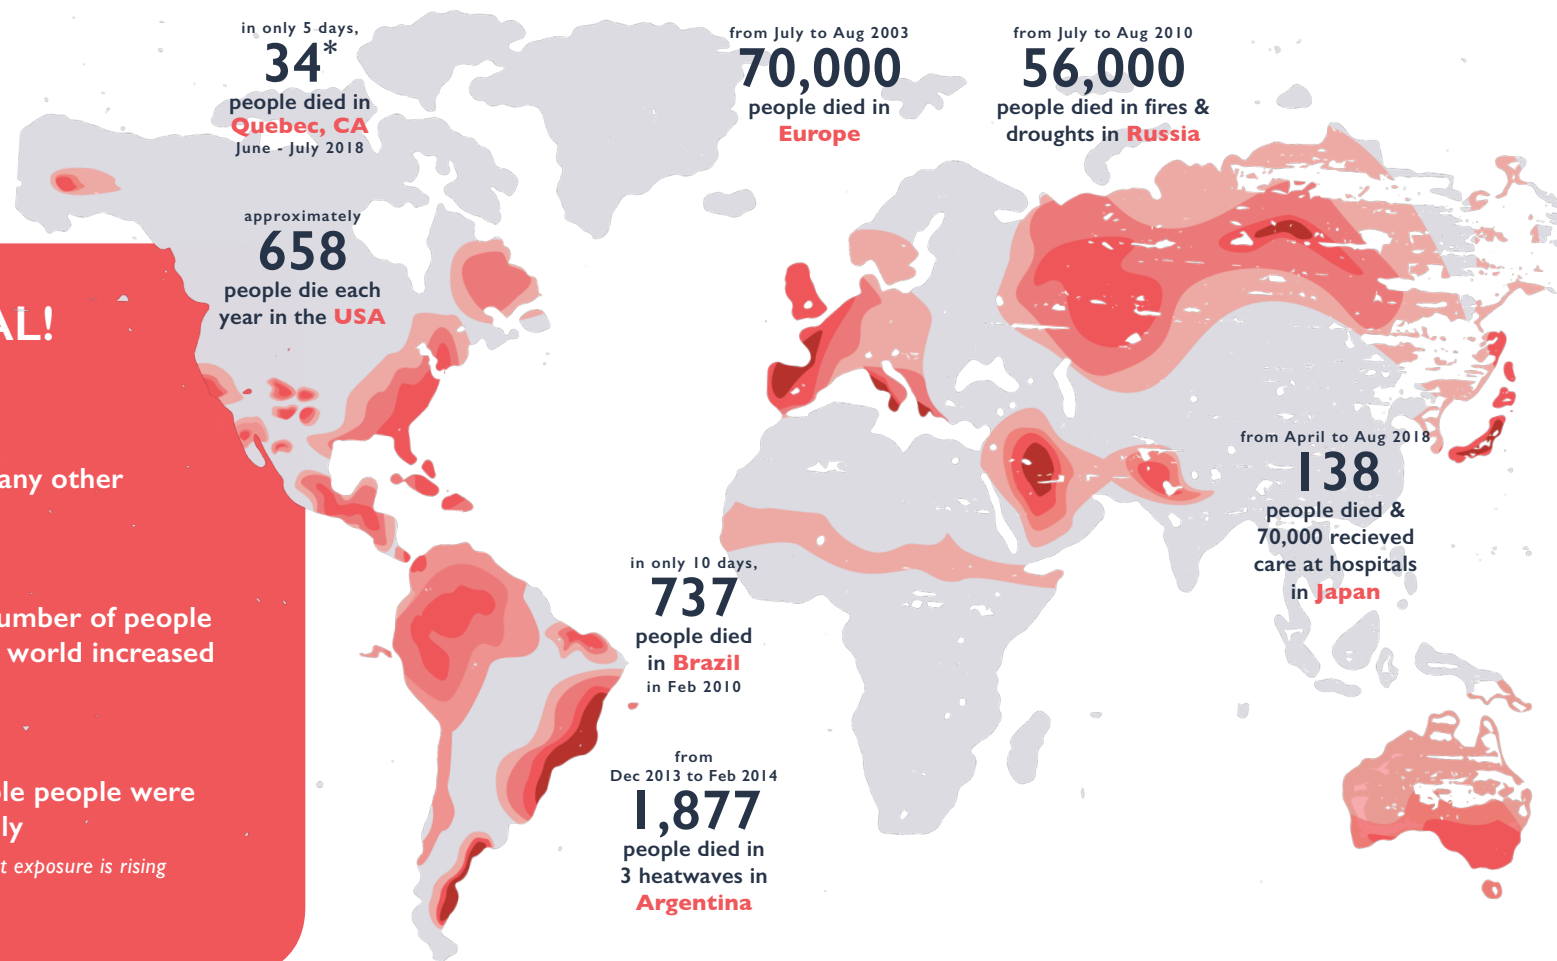 in only 5 days,
34*
people died in
Quebec, CA
June - July 2018
from July to Aug 2003
70,000
people died in
Europe
from July to Aug 2010
56,000
people died in fires &
droughts in Russia
approximately
658
people die each
year in the USA
AL!
any other
umber of people
world increased
le people were
ly
t exposure is rising
from April to Aug 2018
138
people died &
70,000 recieved
care at hospitals
in Japan
in only 10 days,
737
people died
in Brazil
in Feb 2010
from
Dec 2013 to Feb 2014
1,877
people died in
3 heatwaves in
Argentina